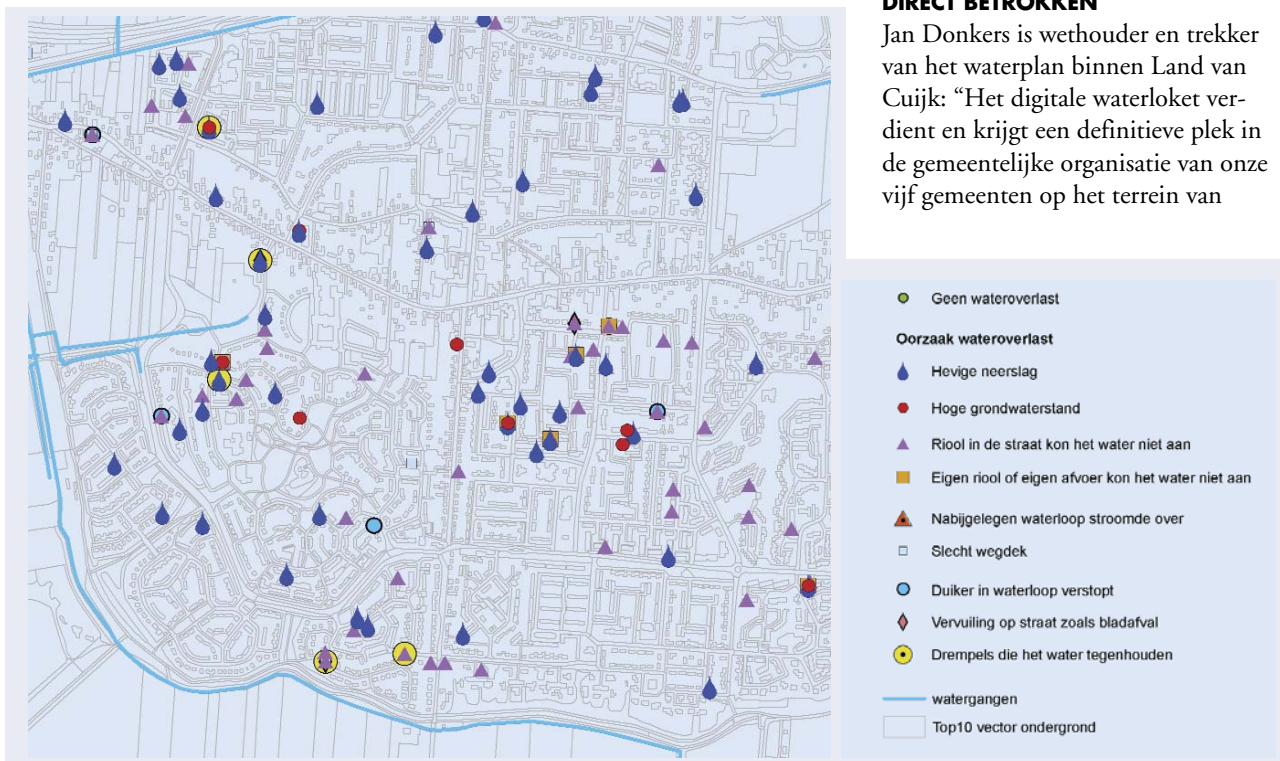 DIRECT BETROKKEN
Jan Donkers is wethouder en trekker
van het waterplan binnen Land van
Cuijk: “Het digitale waterloket ver-
dient en krijgt een definitieve plek in
de gemeentelijke organisatie van onze
vijf gemeenten op het terrein van
Geen wateroverlast
Oorzaak wateroverlast
Hevige neerslag
Hoge grondwaterstand
Riool in de straat kon het water niet aan
Eigen riool of eigen afvoer kon het water niet aan
Nabijgelegen waterloop stroomde over
Slecht wegdek
Duiker in waterloop verstopt
Vervuiling op straat zoals bladafval
Drempels die het water tegenhouden
watergangen
Top10 vector ondergrond